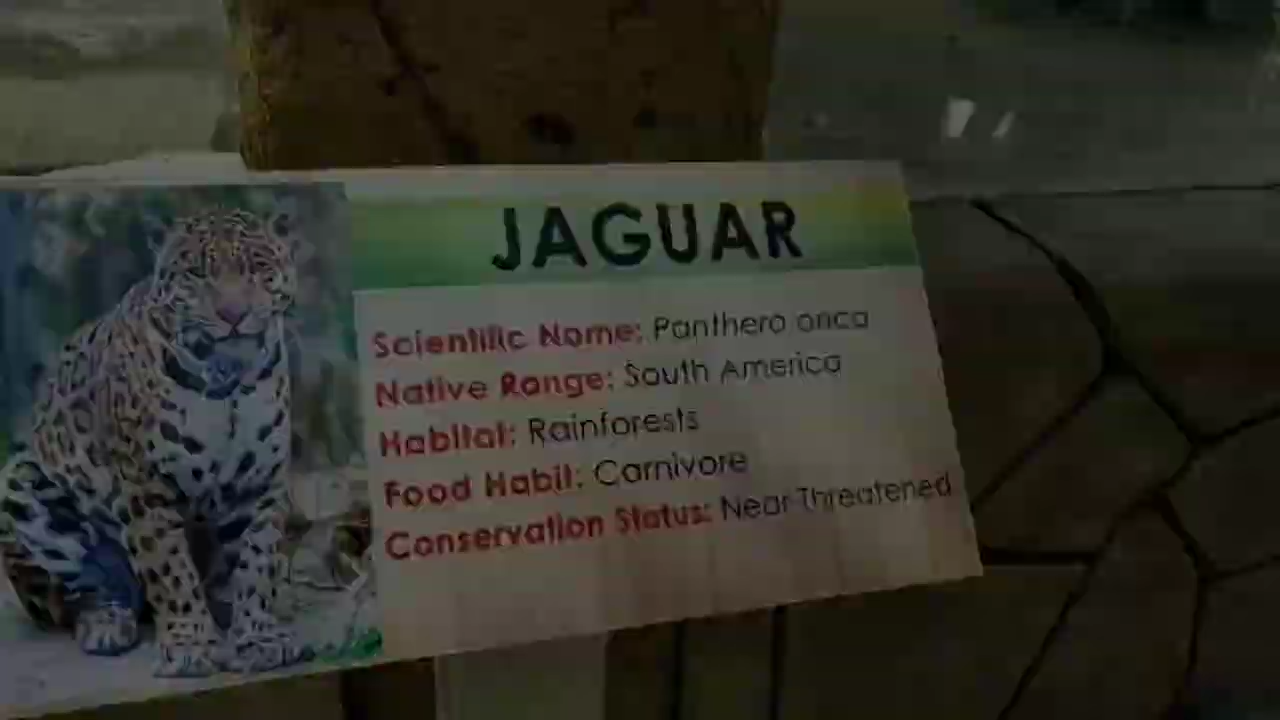 JAGUAR
Scientific Name: Panthera onca
Native Range: South America
Habitat: Rainforests
Food Habit: Carnivore
Conservation Status: Near Threatened